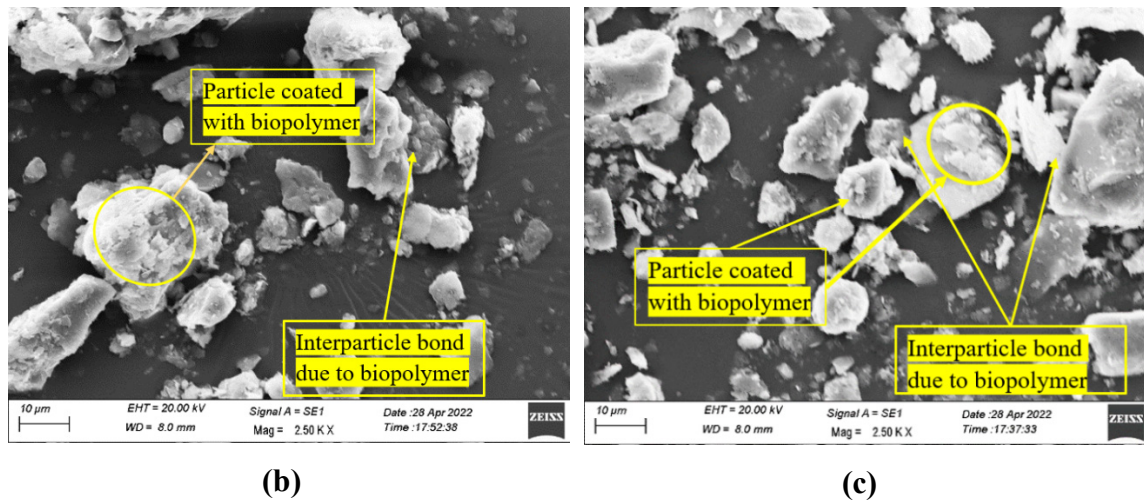 Particle coated
with biopolymer
Interparticle bond
due to biopolymer
10 µm
EHT = 20.00 kV
WD = 8.0 mm
Signal A = SE1
Mag = 2.50 K X
Date :28 Apr 2022
Time :17:52:38
ZEISS
(b)
Particle coated
with biopolymer
Interparticle bond
due to biopolymer
10 µm
EHT = 20.00 kV
WD = 8.0 mm
Signal A = SE1
Mag = 2.50 K X
Date :28 Apr 2022
Time :17:37:33
ZEISS
(c)